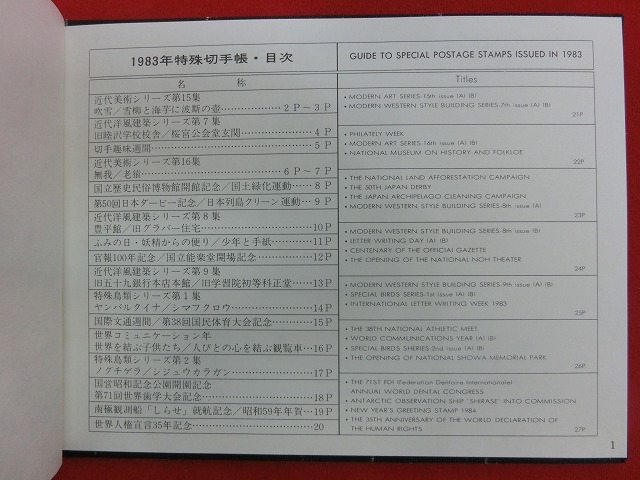 1983年特殊切手帳・目次
名　　称
近代美術シリーズ第15集
吹雪／雪柳と海芋に波斯の壺……………2P～3P
近代洋風建築シリーズ第7集
旧睦沢学校校舎／桜宮公会堂玄関……………4P
切手趣味週間……………5P
近代美術シリーズ第16集
無我／老猿……………6P～7P
国立歴史民俗博物館開館記念／国土緑化運動……8P
第50回日本ダービー記念／日本列島クリーン運動…9P
近代洋風建築シリーズ第8集
豊平館／旧グラバー住宅……………10P
ふみの日・妖精からの便り／少年と手紙……………11P
官報100年記念／国立能楽堂開場記念……………12P
近代洋風建築シリーズ第9集
旧五十九銀行本店本館／旧学習院初等科正堂……13P
特殊鳥類シリーズ第1集
ヤンバルクイナ／シマフクロウ……………14P
国際文通週間／第38回国民体育大会記念…………15P
世界コミュニケーション年
世界を結ぶ子供たち／人びとの心を結ぶ観覧車…16P
特殊鳥類シリーズ第2集
ノグチゲラ／シジュウカラガン……………17P
国営昭和記念公園開園記念
第71回世界歯学大会記念……………18P
南極観測船「しらせ」就航記念／昭和59年年賀…19P
世界人権宣言35年記念……………20
GUIDE TO SPECIAL POSTAGE STAMPS ISSUED IN 1983
Titles
• MODERN ART SERIES-15th issue (A) (B)
• MODERN WESTERN STYLE BUILDING SERIES-7th issue (A) (B)
21P
• PHILATELY WEEK
• MODERN ART SERIES-16th issue (A) (B)
• NATIONAL MUSEUM ON HISTORY AND FOLKLOE
22P
• THE NATIONAL LAND AFFORESTATION CAMPAIGN
• THE 50TH JAPAN DERBY
• THE JAPAN ARCHIPELAGO CLEANING CAMPAIGN
• MODERN WESTERN STYLE BUILDING SERIES-8th issue (A)
23P
• MODERN WESTERN STYLE BUILDING SERIES-8th issue (B)
• LETTER WRITING DAY (A) (B)
• CENTENARY OF THE OFFICIAL GAZETTE
• THE OPENING OF THE NATIONAL NOH THEATER
24P
• MODERN WESTERN STYLE BUILDING SERIES-9th issue (A) (B)
• SPECIAL BIRDS SERIES-1st issue (A) (B)
• INTERNATIONAL LETTER WRITING WEEK 1983
25P
• THE 38TH NATIONAL ATHLETIC MEET
• WORLD COMMUNICATIONS YEAR (A) (B)
• SPECIAL BIRDS SHERIES-2nd issue (A) (B)
• THE OPENING OF NATIONAL SHOWA MEMORIAL PARK
26P
• THE 71ST FDI (Federation Dentaire Internationale)
ANNUAL WORLD DENTAL CONGRESS
• ANTARCTIC OBSERVATION SHIP "SHIRASE" INTO COMMISSION
• NEW YEAR'S GREETING STAMP 1984
• THE 35TH ANNIVERSARY OF THE WORLD DECLARATION OF
THE HUMAN RIGHTS
27P
1